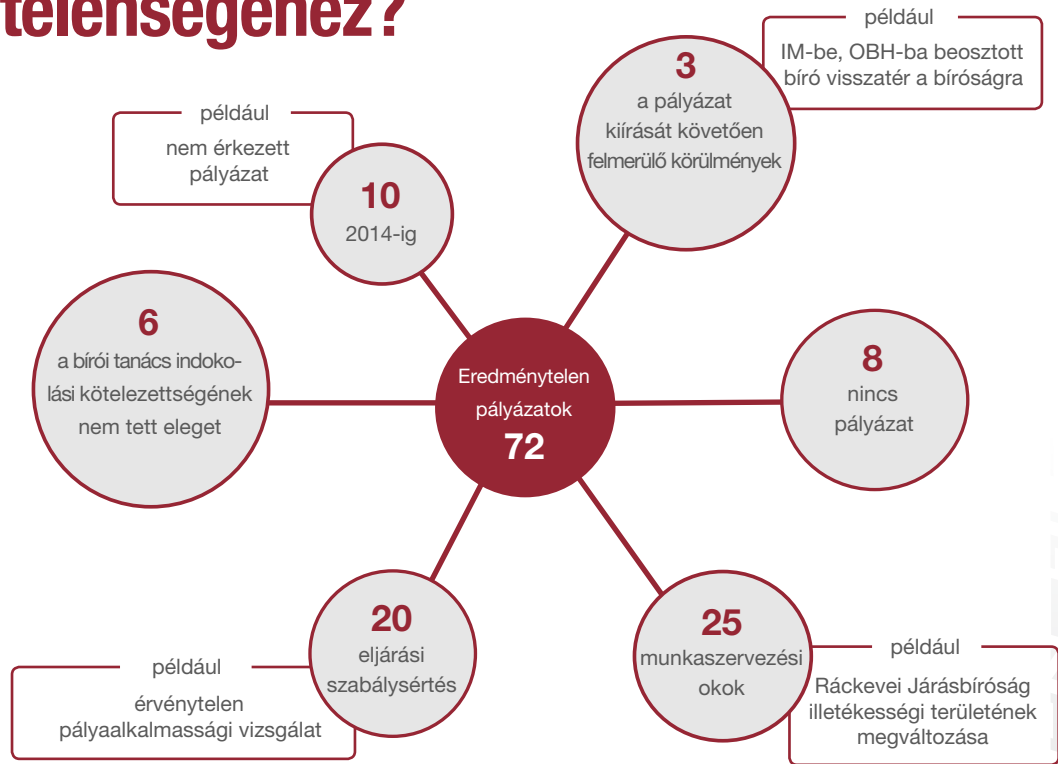 telenségéhez?
például
IM-be, OBH-ba beosztott
bíró visszatér a bíróságra
3
a pályázat
kiírását követően
felmerülő körülmények
például
nem érkezett
pályázat
10
2014-ig
6
a bírói tanács indoko-
lási kötelezettségének
nem tett eleget
Eredménytelen
pályázatok
72
8
nincs
pályázat
20
eljárási
szabálysértés
például
érvénytelen
pályaalkalmassági vizsgálat
25
munkaszervezési
okok
például
Ráckevei Járásbíróság
illetékességi területének
megváltozása